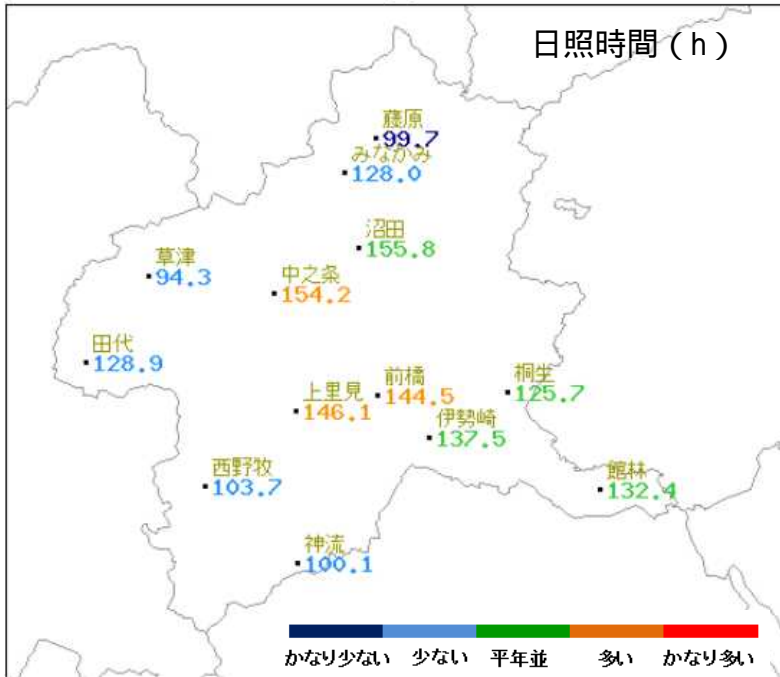 日照時間(h)
藤原
99.7
みなかみ
128.0
沼田
155.8
草津
94.3
中之条
154.2
田代
128.9
前橋
144.5
桐生
125.7
上里見
146.1
伊勢崎
137.5
西野牧
103.7
館林
132.4
神流
100.1
かなり少ない 少ない 平年並 多い かなり多い